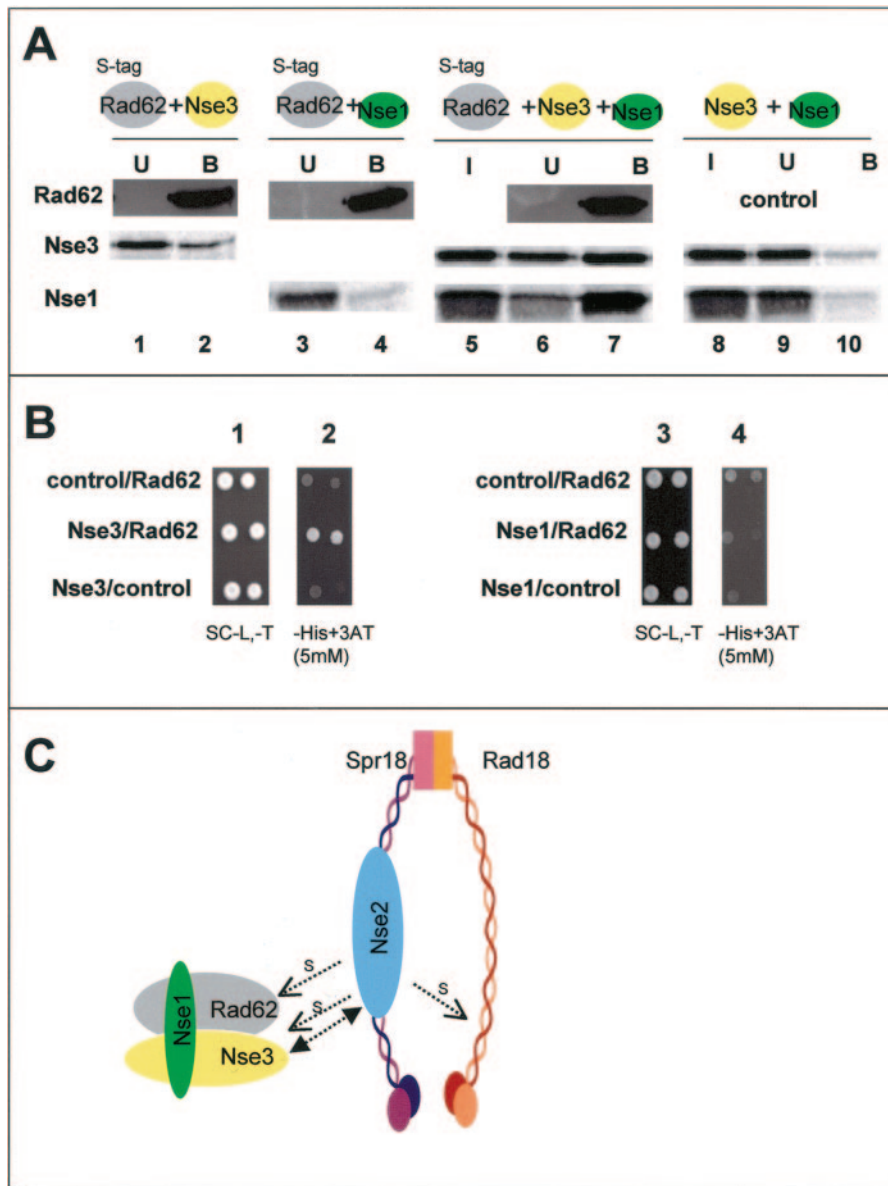 A
S-tag
Rad62+Nse3
S-tag
Rad62+Nse1
S-tag
Rad62 +Nse3 +Nse1
Nse3 + Nse1
U B
U B
I U B
I U B
Rad62
control
Nse3
Nse1
1 2 3 4 5 6 7 8 9 10
B
1 2
control/Rad62
Nse3/Rad62
Nse3/control
SC-L,-T
-His+3AT
(5mM)
3 4
control/Rad62
Nse1/Rad62
Nse1/control
SC-L,-T
-His+3AT
(5mM)
C
Spr18 Rad18
Nse2
S
S
S
Nse1
Rad62
Nse3